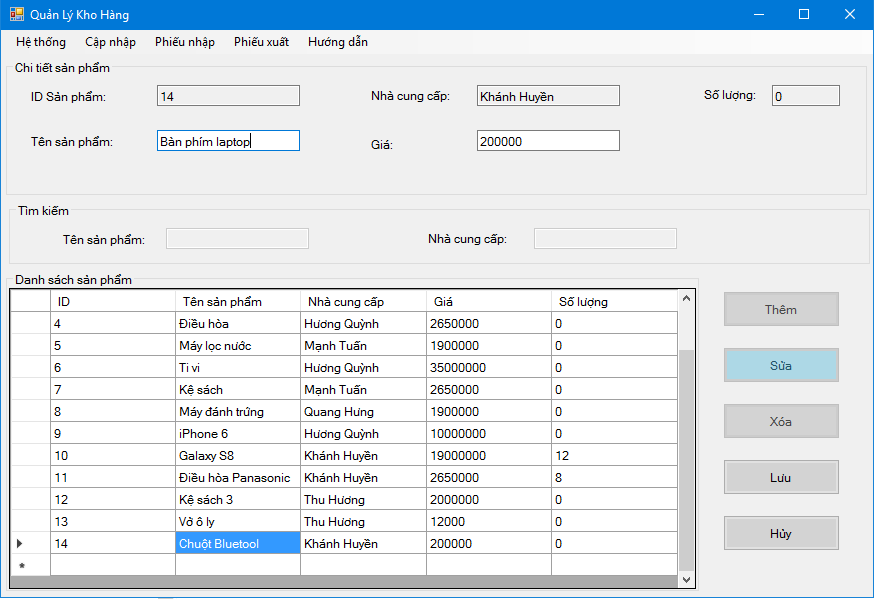 Quản Lý Kho Hàng
Hệ thống Cập nhập Phiếu nhập Phiếu xuất Hướng dẫn
Chi tiết sản phẩm
ID Sản phẩm: 14 Nhà cung cấp: Khánh Huyền Số lượng: 0
Tên sản phẩm: Bàn phím laptop Giá: 200000
Tìm kiếm
Tên sản phẩm: Nhà cung cấp:
Danh sách sản phẩm
ID Tên sản phẩm Nhà cung cấp Giá Số lượng
4 Điều hòa Hương Quỳnh 2650000 0
5 Máy lọc nước Mạnh Tuấn 1900000 0
6 Ti vi Hương Quỳnh 35000000 0
7 Kệ sách Mạnh Tuấn 2650000 0
8 Máy đánh trứng Quang Hưng 1900000 0
9 iPhone 6 Hương Quỳnh 10000000 0
10 Galaxy S8 Khánh Huyền 19000000 12
11 Điều hòa Panasonic Khánh Huyền 2650000 8
12 Kệ sách 3 Thu Hương 2000000 0
13 Vở ô ly Thu Hương 12000 0
14 Chuột Bluetool Khánh Huyền 200000 0
*
Thêm
Sửa
Xóa
Lưu
Hủy